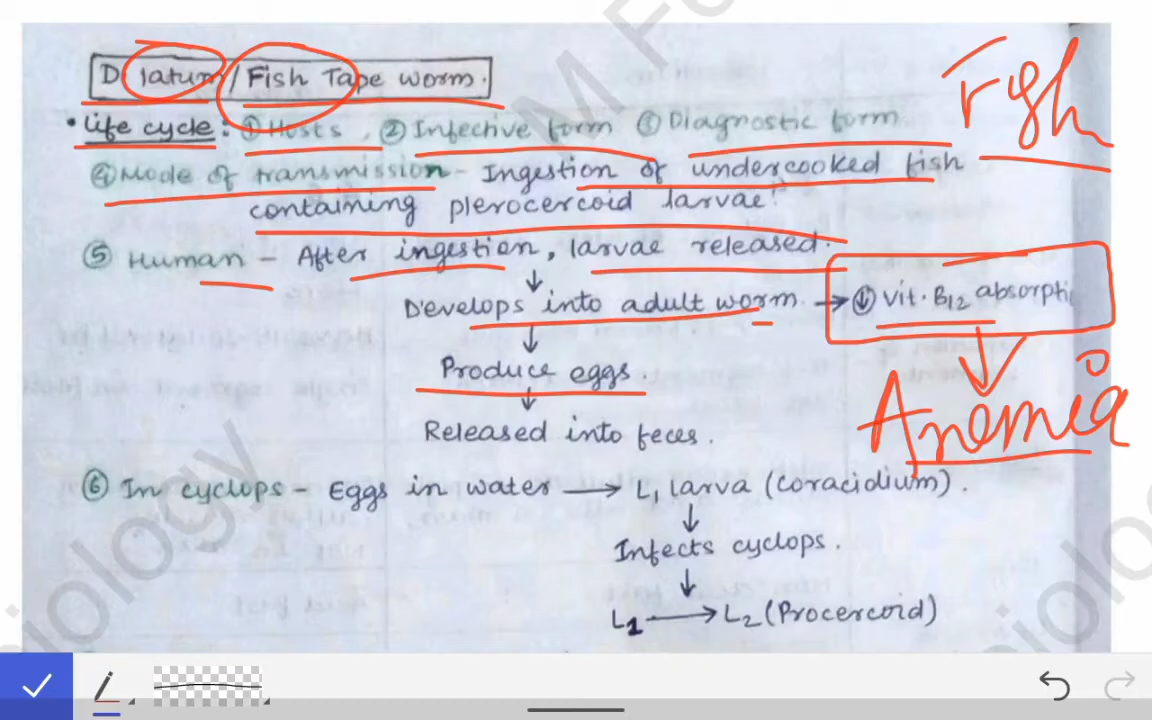 D. latum / Fish Tape worm.
Fish
• Life cycle: ① Hosts, ② Infective form ③ Diagnostic form
④ Mode of transmission - Ingestion of undercooked fish
containing plerocercoid larvae.
⑤ Human - After ingestion, larvae released.
↓
Develops into adult worm → ↓ Vit. B12 absorpti
↓
Produce eggs.
Anemia
↓
Released into feces.
⑥ In cyclops - Eggs in water → L1 larva (Coracidium).
↓
Infects cyclops.
↓
L1 → L2 (Procercoid)